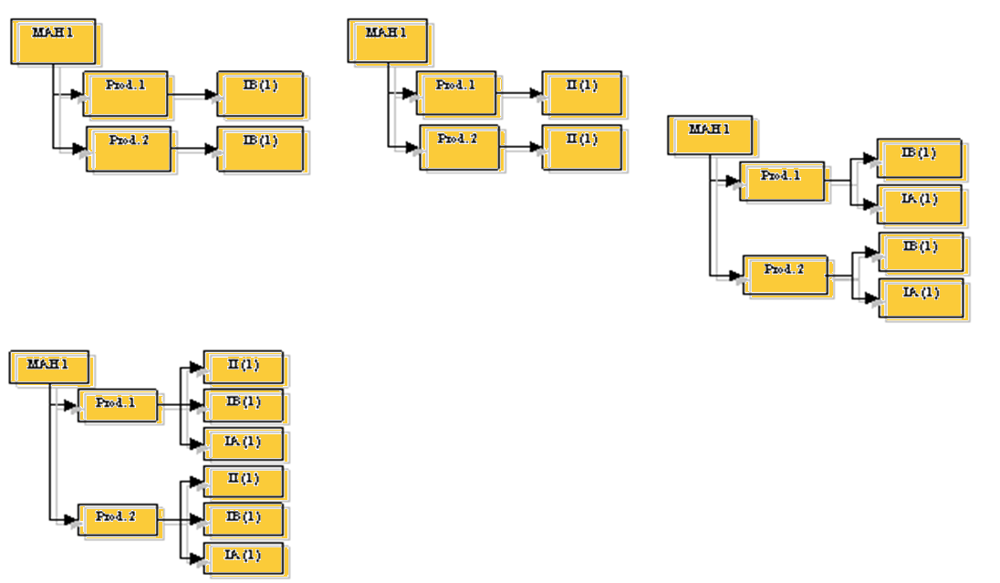 MAH 1
Prod.1
IB(1)
Prod.2
IB(1)
MAH 1
Prod.1
II(1)
Prod.2
II(1)
MAH 1
Prod.1
IB(1)
IA(1)
Prod.2
IB(1)
IA(1)
MAH 1
Prod.1
II(1)
IB(1)
IA(1)
Prod.2
II(1)
IB(1)
IA(1)